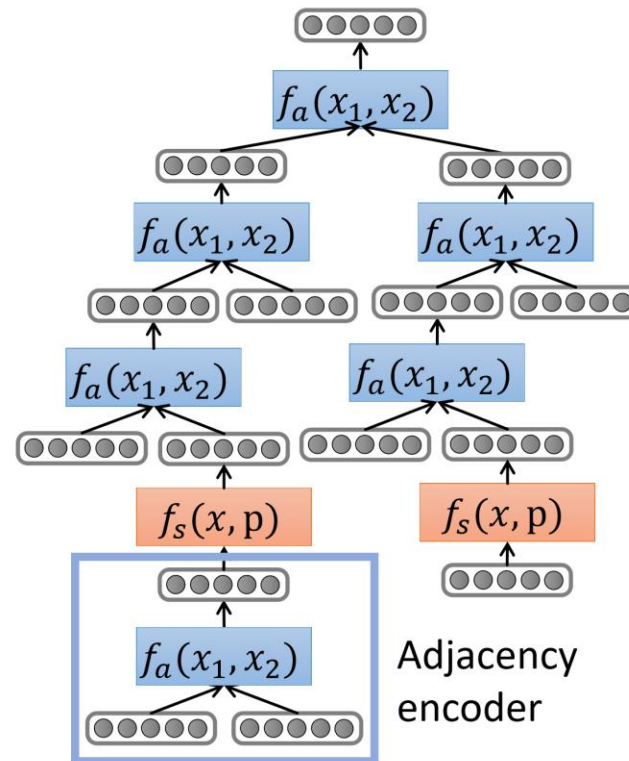 f_a(x_1, x_2)
f_a(x_1, x_2) f_a(x_1, x_2)
f_a(x_1, x_2) f_a(x_1, x_2)
f_s(x, p) f_s(x, p)
f_a(x_1, x_2)
Adjacency
encoder